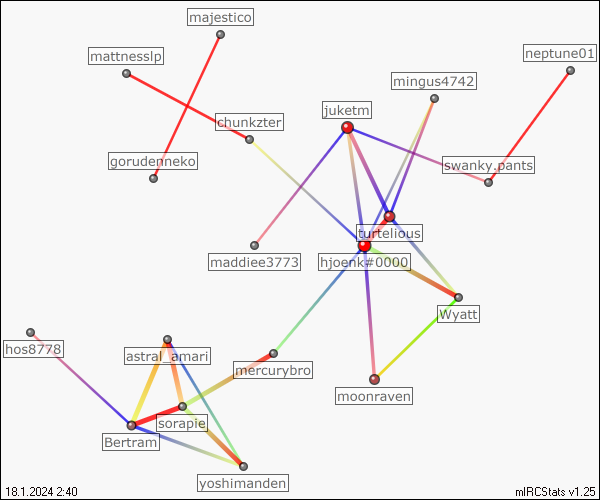 majestico
mattnesslp
neptune01
mingus4742
juketm
chunkzter
gorudenneko
swanky.pants
turtelious
maddiee3773
hjoenk#0000
Wyatt
hos8778
astral_amari
mercurybro
moonraven
sorapie
Bertram
yoshimanden
18.1.2024 2:40
mIRCStats v1.25